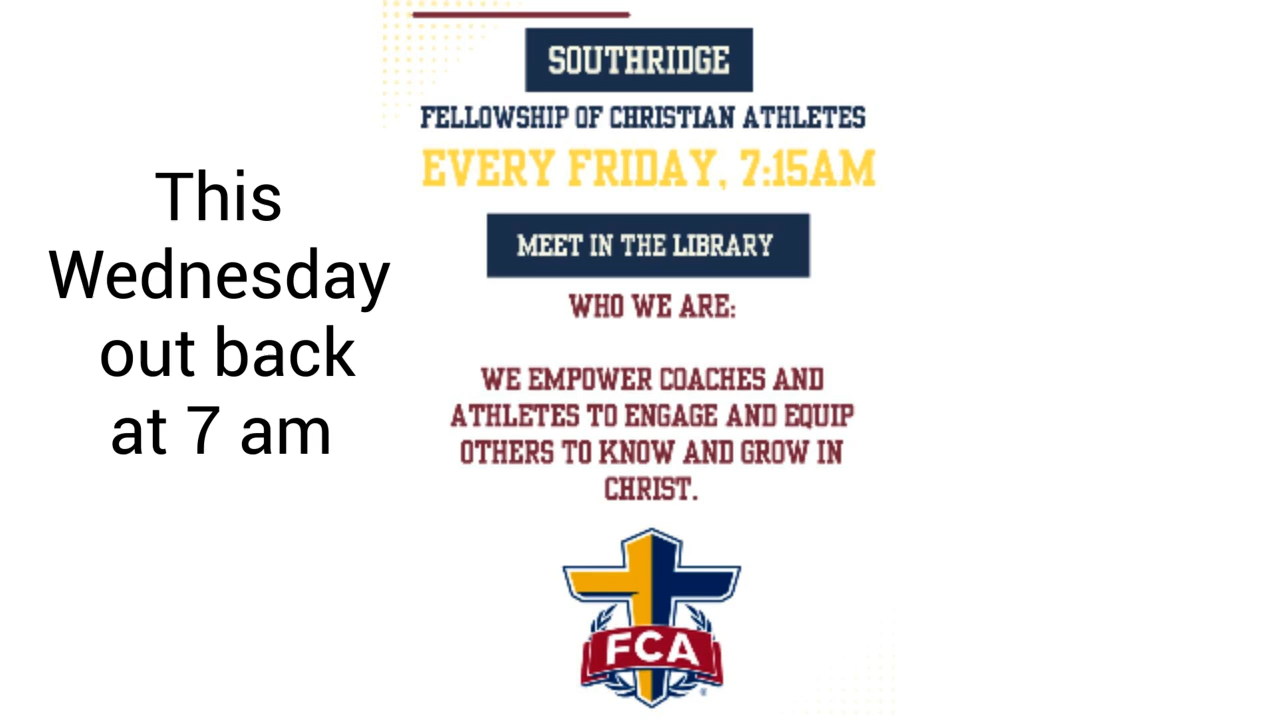 This
Wednesday
out back
at 7 am
SOUTHRIDGE
FELLOWSHIP OF CHRISTIAN ATHLETES
EVERY FRIDAY, 7:15AM
MEET IN THE LIBRARY
WHO WE ARE:
WE EMPOWER COACHES AND
ATHLETES TO ENGAGE AND EQUIP
OTHERS TO KNOW AND GROW IN
CHRIST.
FCA